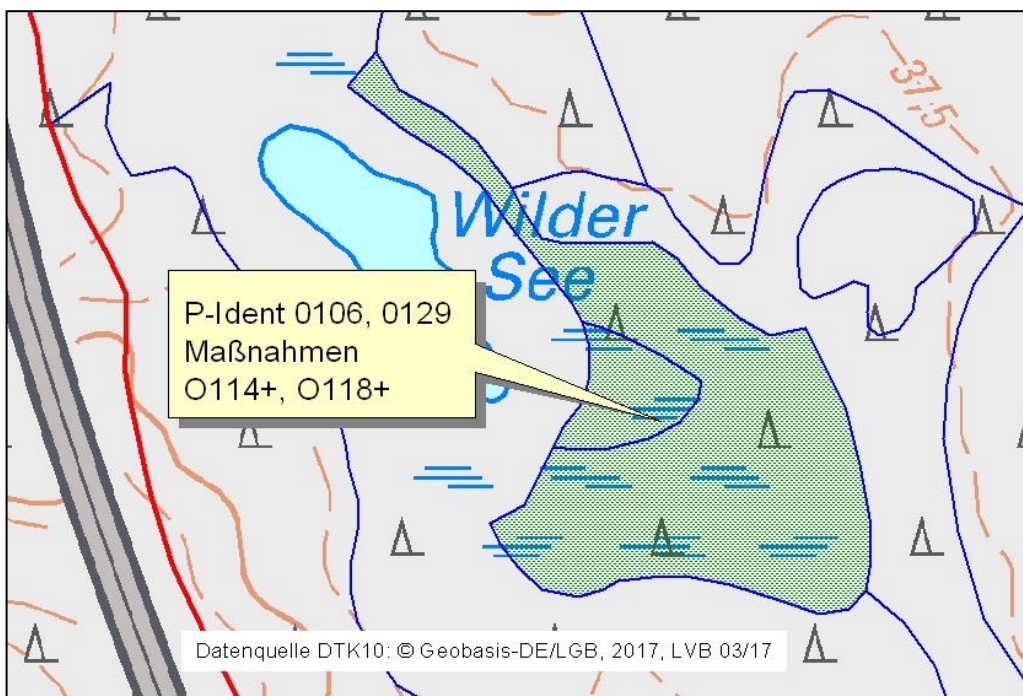 37,5
Wilder
See
P-Ident 0106, 0129
Maßnahmen
O114+, O118+
Datenquelle DTK10: © Geobasis-DE/LGB, 2017, LVB 03/17